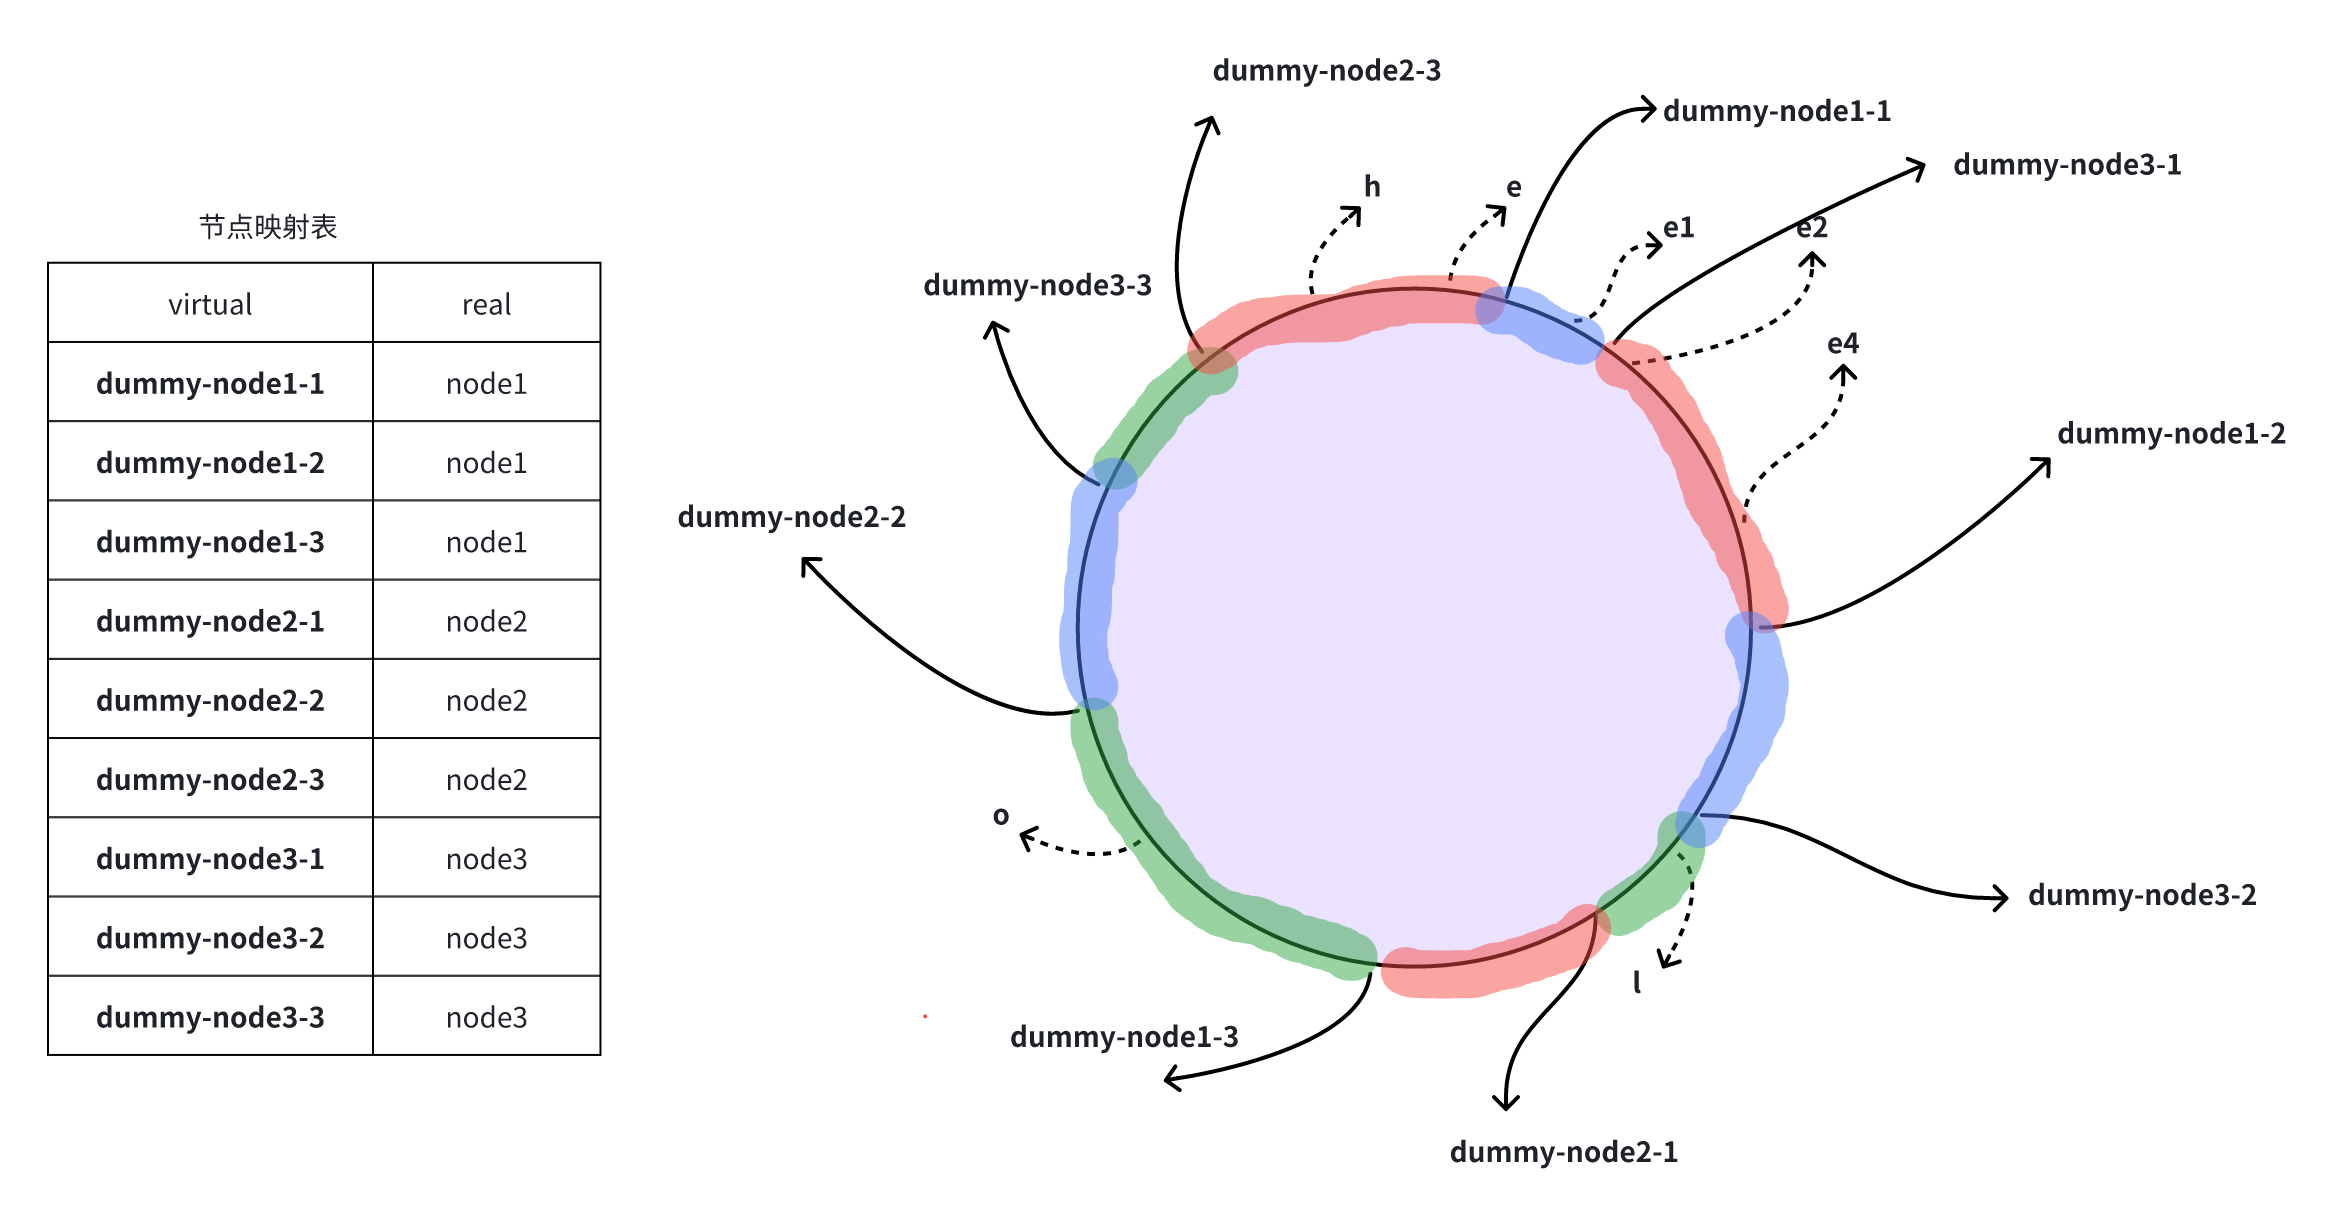 节点映射表
virtual real
dummy-node1-1 node1
dummy-node1-2 node1
dummy-node1-3 node1
dummy-node2-1 node2
dummy-node2-2 node2
dummy-node2-3 node2
dummy-node3-1 node3
dummy-node3-2 node3
dummy-node3-3 node3
dummy-node2-3
dummy-node1-1
dummy-node3-1
h
e
e1
e2
dummy-node3-3
e4
dummy-node1-2
dummy-node2-2
o
dummy-node3-2
l
dummy-node1-3
dummy-node2-1